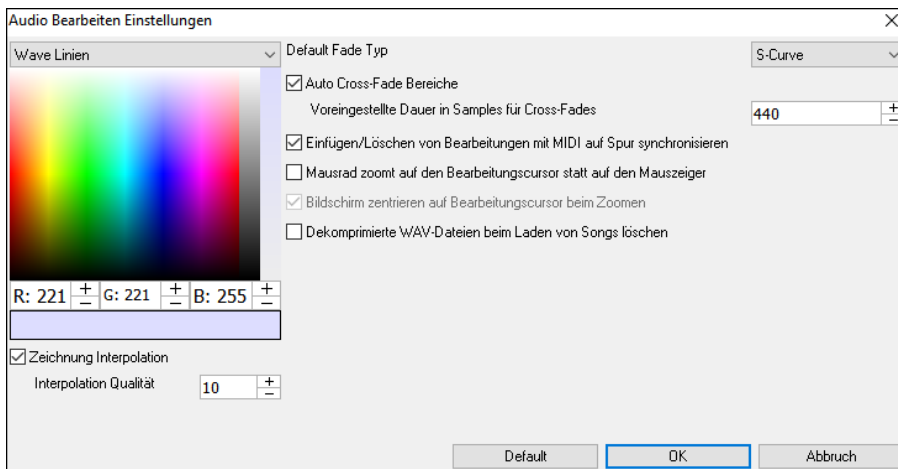 Audio Bearbeiten Einstellungen
Wave Linien
Default Fade Typ
S-Curve
Auto Cross-Fade Bereiche
Voreingestellte Dauer in Samples für Cross-Fades
440
Einfügen/Löschen von Bearbeitungen mit MIDI auf Spur synchronisieren
Mausrad zoomt auf den Bearbeitungscursor statt auf den Mauszeiger
Bildschirm zentrieren auf Bearbeitungscursor beim Zoomen
Dekomprimierte WAV-Dateien beim Laden von Songs löschen
R: 221 G: 221 B: 255
Zeichnung Interpolation
Interpolation Qualität 10
Default OK Abbruch